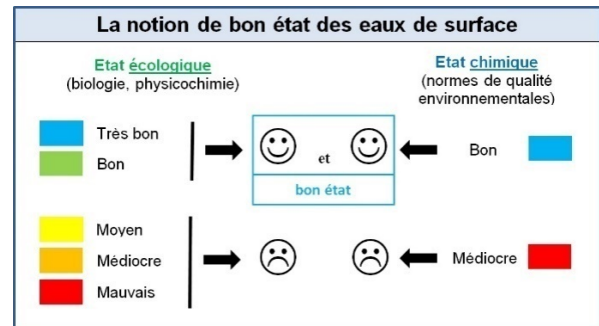 La notion de bon état des eaux de surface
Etat écologique
(biologie, physicochimie)
Etat chimique
(normes de qualité
environnementales)
Très bon
Bon
et
Bon
bon état
Moyen
Médiocre
Médiocre
Mauvais